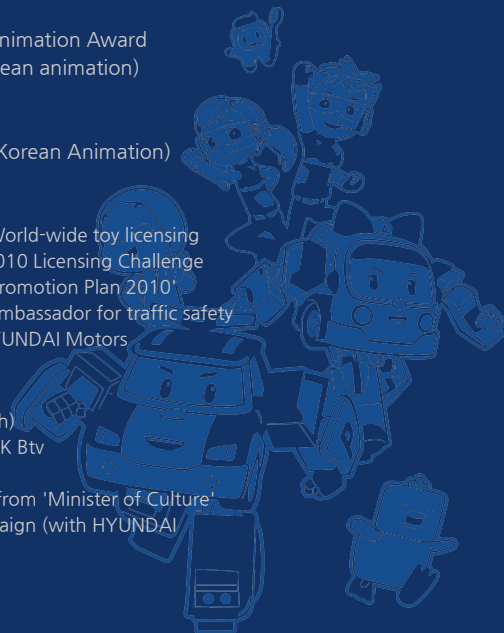 nimation Award
ean animation)
Korean Animation)
World-wide toy licensing
010 Licensing Challenge
romotion Plan 2010'
mbassador for traffic safety
UNDAI Motors
h)
K Btv
from 'Minister of Culture'
aign (with HYUNDAI